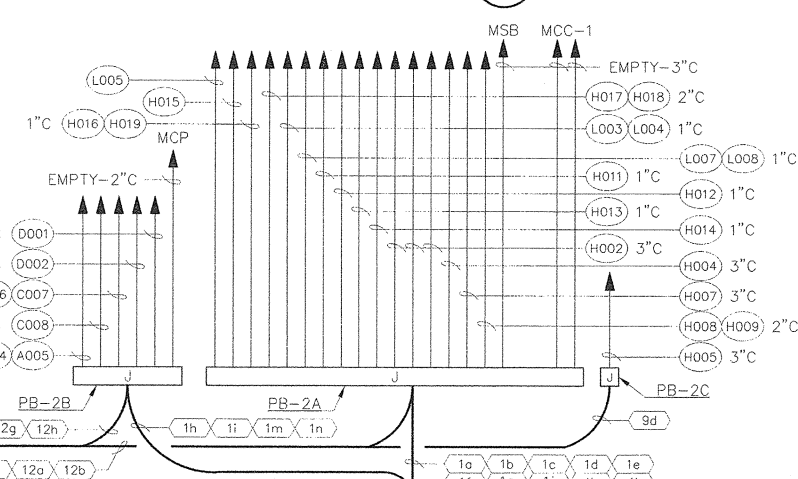 MSB MCC-1
EMPTY-3"C
L005
H017 H018 2"C
H015
1"C H016 H019
L003 L004 1"C
MCP
L007 L008 1"C
EMPTY-2"C
H011 1"C
H012 1"C
H013 1"C
D001
H014 1"C
H002 3"C
D002
H004 3"C
6 C007
H007 3"C
C008
H008 H009 2"C
4 A005
H005 3"C
J J J
PB-2B PB-2A PB-2C
2g 12h
1h 1i 1m 1n
9d
12a 12b
1a 1b 1c 1d 1e